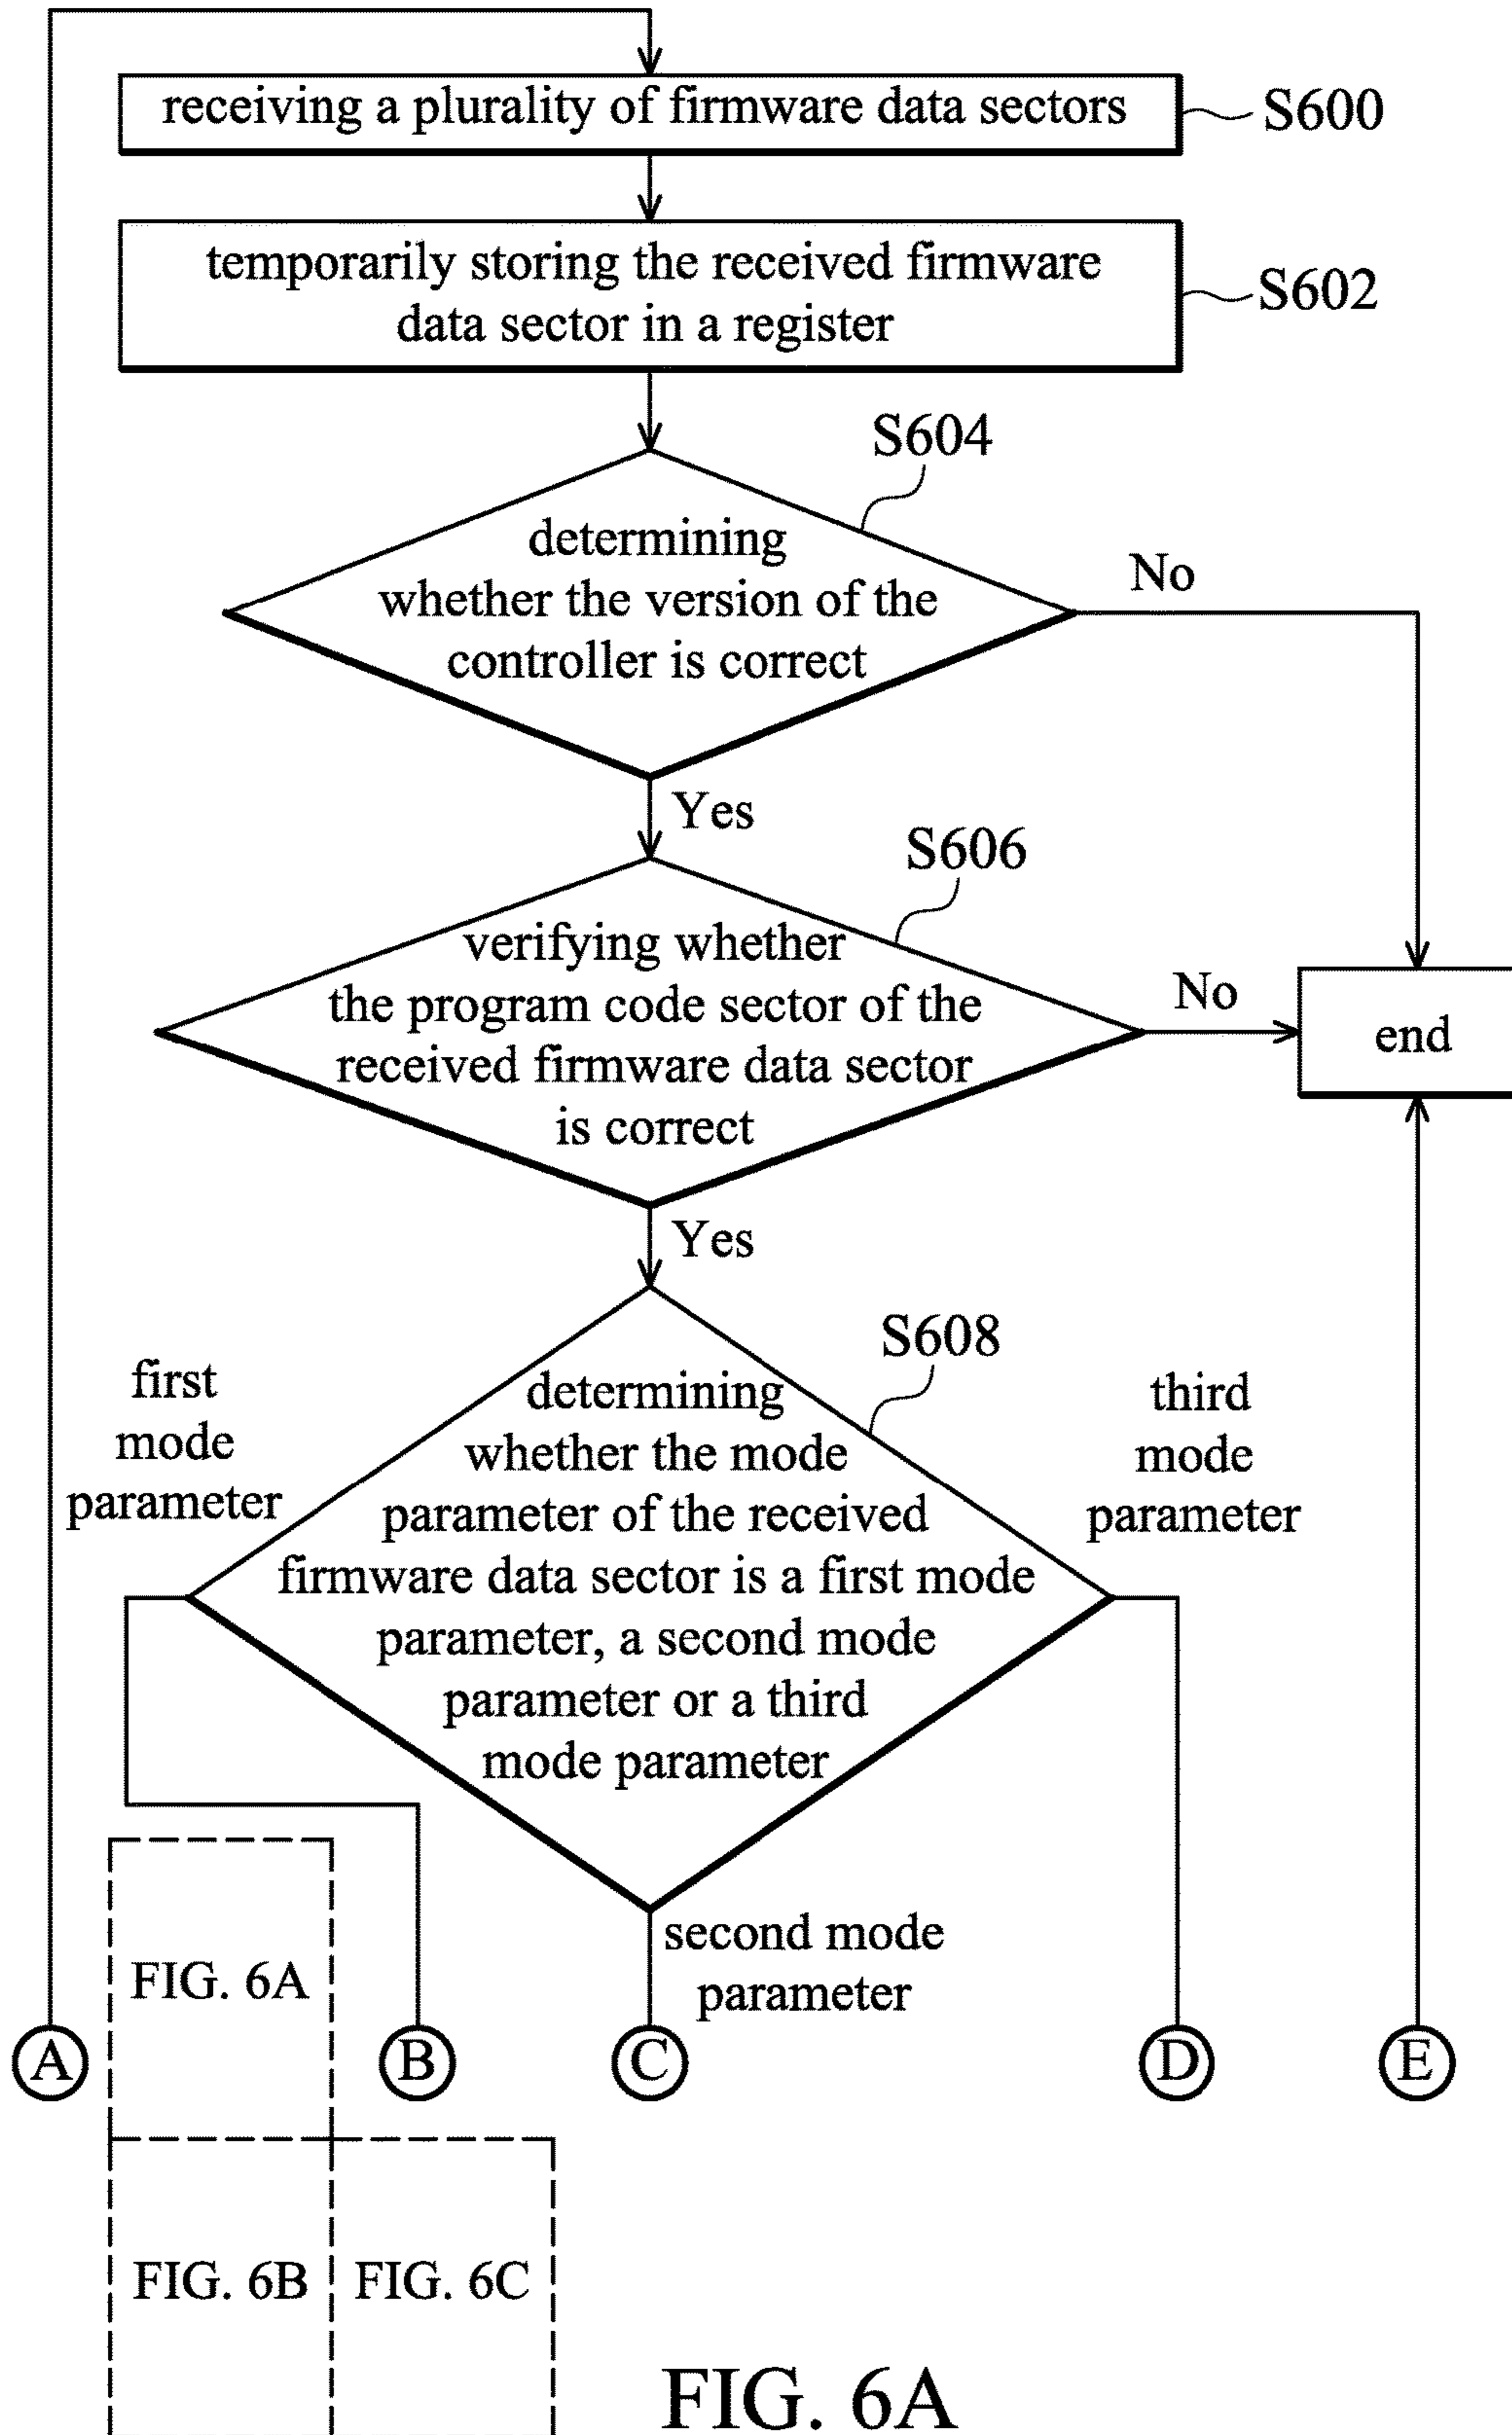 receiving a plurality of firmware data sectors
S600
temporarily storing the received firmware
data sector in a register
S602
S604
determining
whether the version of the
controller is correct
No
Yes
S606
verifying whether
the program code sector of the
received firmware data sector
is correct
No
end
Yes
S608
first
mode
parameter
determining
whether the mode
parameter of the received
firmware data sector is a first mode
parameter, a second mode
parameter or a third
mode parameter
third
mode
parameter
second mode
parameter
FIG. 6A
A
B
C
D
E
FIG. 6B
FIG. 6C
FIG. 6A